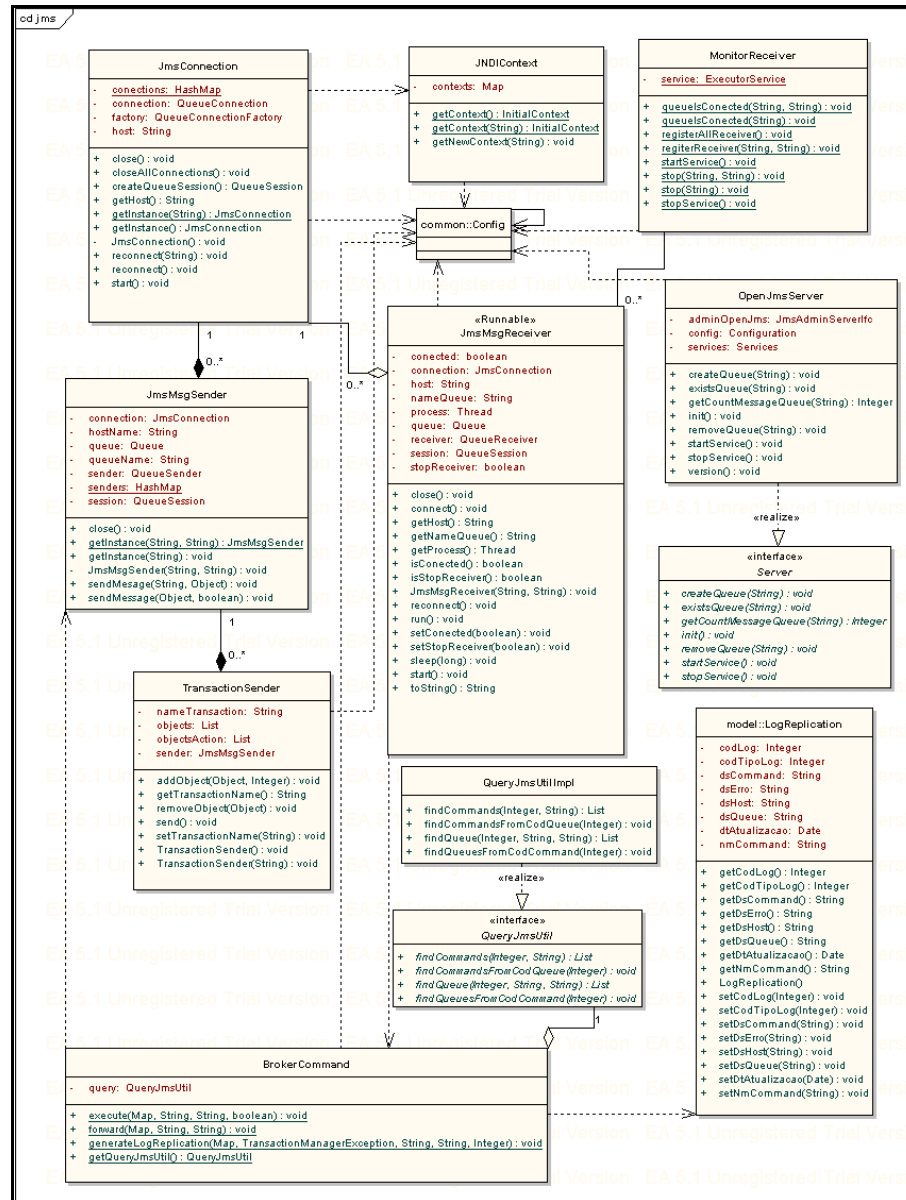 cd jms
JmsConnection
- conections: HashMap
- connection: QueueConnection
- factory: QueueConnectionFactory
- host: String
+ close() : void
+ closeAllConnections() : void
+ createQueueSession() : QueueSession
+ getHost() : String
+ getInstance(String) : JmsConnection
+ getInstance() : JmsConnection
- JmsConnection() : void
+ reconnect(String) : void
+ reconnect() : void
+ start() : void
JNDIContext
- contexts: Map
+ getContext() : InitialContext
+ getContext(String) : InitialContext
+ getNewContext(String) : void
MonitorReceiver
- service: ExecutorService
+ queueIsConected(String, String) : void
+ queueIsConected(String) : void
+ registerAllReceiver() : void
+ regiterReceiver(String, String) : void
+ startService() : void
+ stop(String, String) : void
+ stop(String) : void
+ stopService() : void
common::Config
1
0..*
1
0..*
0..*
«Runnable»
JmsMsgReceiver
- conected: boolean
- connection: JmsConnection
- host: String
- nameQueue: String
- process: Thread
- queue: Queue
- receiver: QueueReceiver
- session: QueueSession
- stopReceiver: boolean
+ close() : void
+ connect() : void
+ getHost() : String
+ getNameQueue() : String
+ getProcess() : Thread
+ isConected() : boolean
+ isStopReceiver() : boolean
+ JmsMsgReceiver(String, String) : void
+ reconnect() : void
+ run() : void
+ setConected(boolean) : void
+ setStopReceiver(boolean) : void
+ sleep(long) : void
+ start() : void
+ toString() : String
OpenJmsServer
- adminOpenJms: JmsAdminServerIfc
- config: Configuration
- services: Services
+ createQueue(String) : void
+ existsQueue(String) : void
+ getCountMessageQueue(String) : Integer
+ init() : void
+ removeQueue(String) : void
+ startService() : void
+ stopService() : void
+ version() : void
JmsMsgSender
- connection: JmsConnection
- hostName: String
- queue: Queue
- queueName: String
- sender: QueueSender
- senders: HashMap
- session: QueueSession
+ close() : void
+ getInstance(String, String) : JmsMsgSender
+ getInstance(String) : void
- JmsMsgSender(String, String) : void
+ sendMesage(String, Object) : void
+ sendMessage(Object, boolean) : void
«realize»
«interface»
Server
+ createQueue(String) : void
+ existsQueue(String) : void
+ getCountMessageQueue(String) : Integer
+ init() : void
+ removeQueue(String) : void
+ startService() : void
+ stopService() : void
1
0..*
TransactionSender
- nameTransaction: String
- objects: List
- objectsAction: List
- sender: JmsMsgSender
+ addObject(Object, Integer) : void
+ getTransactionName() : String
+ removeObject(Object) : void
+ send() : void
+ setTransactionName(String) : void
+ TransactionSender() : void
+ TransactionSender(String) : void
model::LogReplication
- codLog: Integer
- codTipoLog: Integer
- dsCommand: String
- dsErro: String
- dsHost: String
- dsQueue: String
- dtAtualizacao: Date
- nmCommand: String
+ getCodLog() : Integer
+ getCodTipoLog() : Integer
+ getDsCommand() : String
+ getDsErro() : String
+ getDsHost() : String
+ getDsQueue() : String
+ getDtAtualizacao() : Date
+ getNmCommand() : String
+ LogReplication()
+ setCodLog(Integer) : void
+ setCodTipoLog(Integer) : void
+ setDsCommand(String) : void
+ setDsErro(String) : void
+ setDsHost(String) : void
+ setDsQueue(String) : void
+ setDtAtualizacao(Date) : void
+ setNmCommand(String) : void
QueryJmsUtilImpl
+ findCommands(Integer, String) : List
+ findCommandsFromCodQueue(Integer) : void
+ findQueue(Integer, String, String) : List
+ findQueuesFromCodCommand(Integer) : void
«realize»
«interface»
QueryJmsUtil
+ findCommands(Integer, String) : List
+ findCommandsFromCodQueue(Integer) : void
+ findQueue(Integer, String, String) : List
+ findQueuesFromCodCommand(Integer) : void
1
BrokerCommand
- query: QueryJmsUtil
+ execute(Map, String, String, boolean) : void
+ forward(Map, String, String) : void
+ generateLogReplication(Map, TransactionManagerException, String, String, Integer) : void
+ getQueryJmsUtil() : QueryJmsUtil